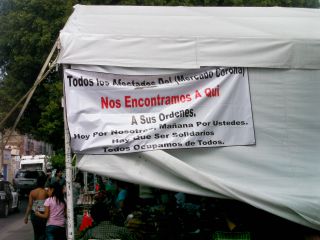 Todos los Afectados Del (Mercado Corona)
Nos Encontramos A Qui
A Sus Ordenes.
Hoy Por Nosotros, Mañana Por Ustedes.
Hay Que Ser Solidarios
Todos Ocupamos de Todos.